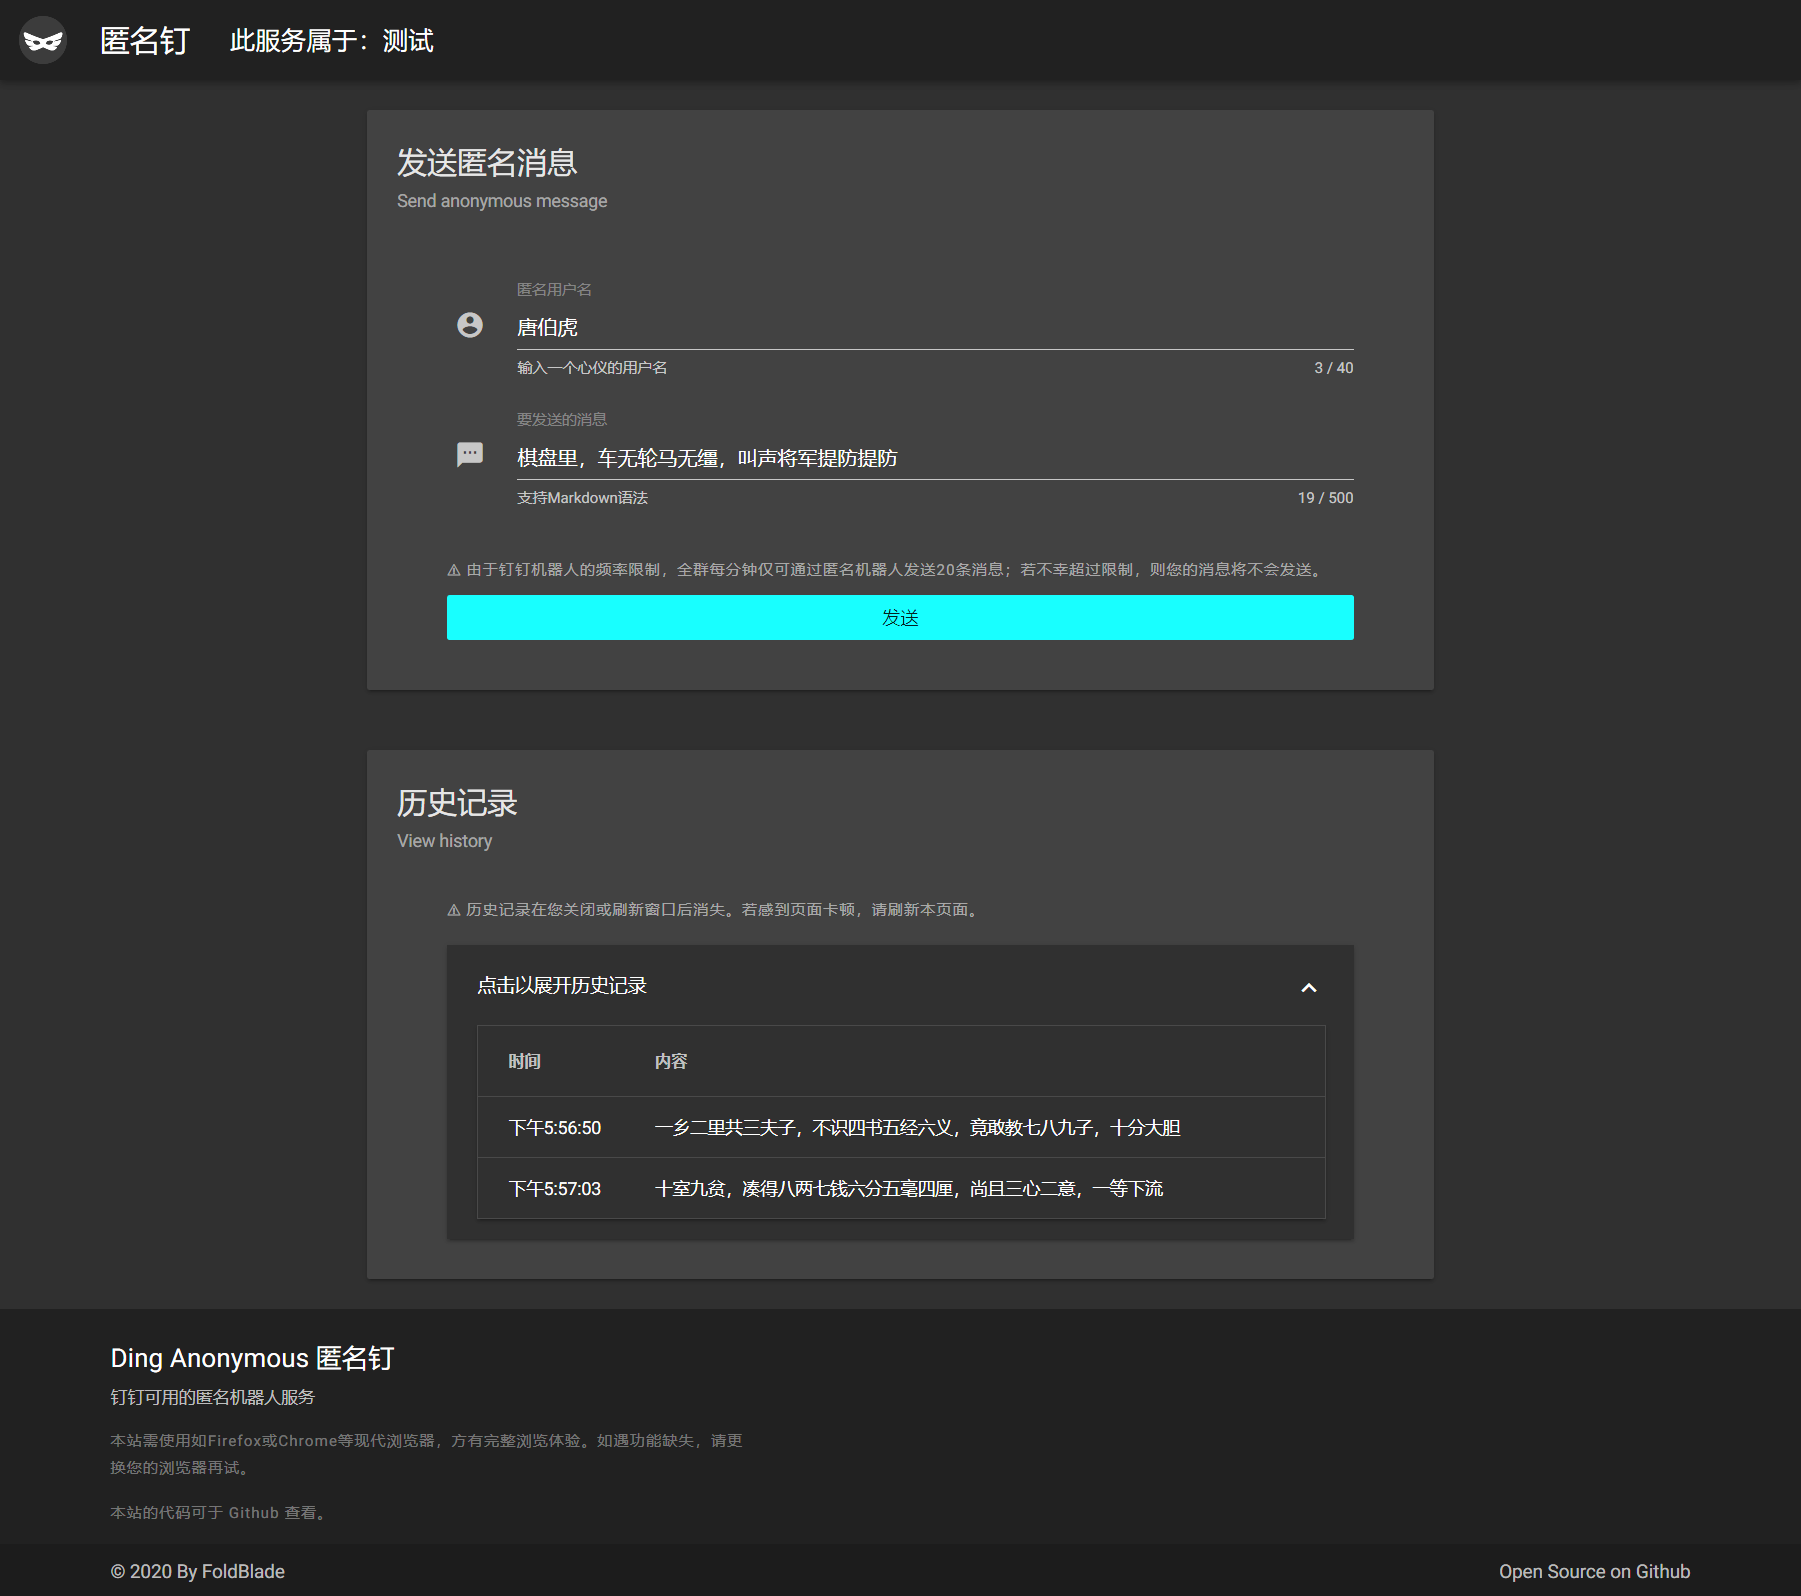 匿名钉
此服务属于：测试
发送匿名消息
Send anonymous message
匿名用户名
唐伯虎
输入一个心仪的用户名
3 / 40
要发送的消息
棋盘里，车无轮马无缰，叫声将军提防提防
支持Markdown语法
19 / 500
⚠ 由于钉钉机器人的频率限制，全群每分钟仅可通过匿名机器人发送20条消息；若不幸超过限制，则您的消息将不会发送。
发送
历史记录
View history
⚠ 历史记录在您关闭或刷新窗口后消失。若感到页面卡顿，请刷新本页面。
点击以展开历史记录
时间 内容
下午5:56:50 一乡二里共三夫子，不识四书五经六义，竟敢教七八九子，十分大胆
下午5:57:03 十室九贫，凑得八两七钱六分五毫四厘，尚且三心二意，一等下流
Ding Anonymous 匿名钉
钉钉可用的匿名机器人服务
本站需使用如Firefox或Chrome等现代浏览器，方有完整浏览体验。如遇功能缺失，请更
换您的浏览器再试。
本站的代码可于 Github 查看。
© 2020 By FoldBlade
Open Source on Github